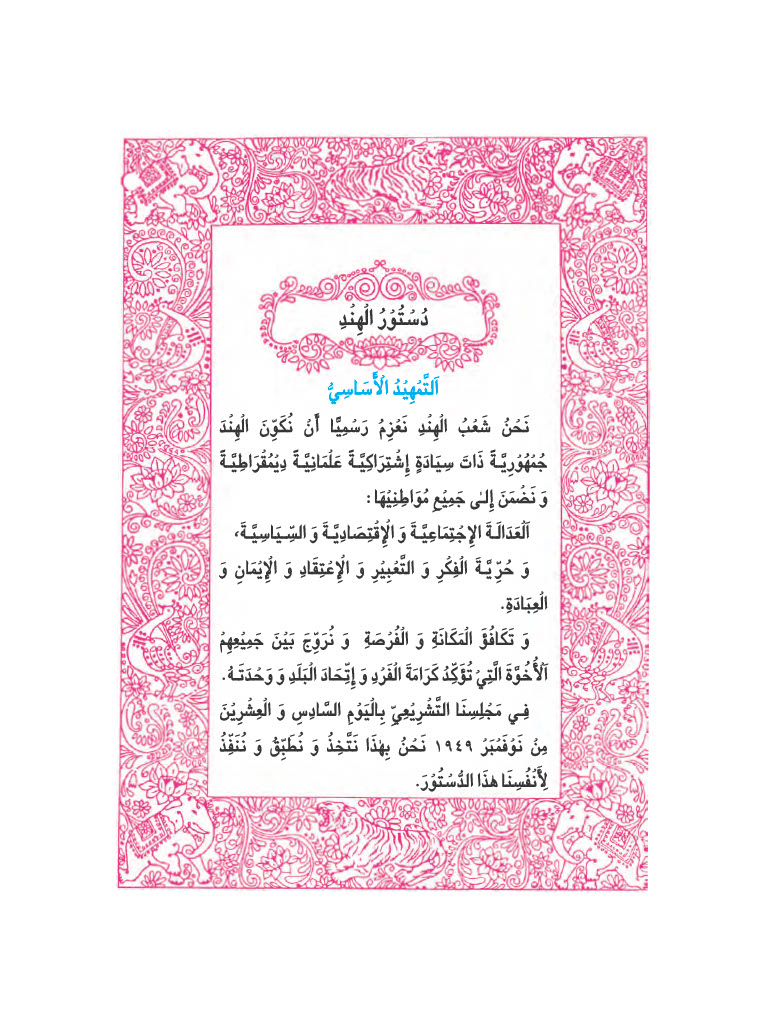 دُسْتُوْرُ الْهِنْدِ
اَلتَّمْهِيْدُ الْأَسَاسِيُّ
نَحْنُ شَعْبُ الْهِنْدِ نَعْزِمُ رَسْمِيًّا أَنْ نُكَوِّنَ الْهِنْدَ
جُمْهُوْرِيَّةً ذَاتَ سِيَادَةٍ إِشْتِرَاكِيَّةً عَلْمَانِيَّةً دِيْمُقْرَاطِيَّةً
وَ نَضْمَنَ إِلٰى جَمِيْعِ مُوَاطِنِيْهَا:
اَلْعَدَالَةَ الإِجْتِمَاعِيَّةَ وَ الْإِقْتِصَادِيَّةَ وَ السِّيَاسِيَّةَ،
وَ حُرِّيَّةَ الْفِكْرِ وَ التَّعْبِيْرِ وَ الْإِعْتِقَادِ وَ الْإِيْمَانِ وَ
الْعِبَادَةِ.
وَ تَكَافُؤَ الْمَكَانَةِ وَ الْفُرْصَةِ وَ نُرَوِّجَ بَيْنَ جَمِيْعِهِمُ
اَلْأُخُوَّةَ الَّتِيْ تُؤَكِّدُ كَرَامَةَ الْفَرْدِ وَ إِتِّحَادَ الْبَلَدِ وَ وَحْدَتَهُ.
فِي مَجْلِسِنَا التَّشْرِيْعِيِّ بِالْيَوْمِ السَّادِسِ وَ الْعِشْرِيْنَ
مِنْ نَوْفَمْبَرْ ١٩٤٩ نَحْنُ بِهٰذَا نَتَّخِذُ وَ نُطَبِّقُ وَ نُنَفِّذُ
لِأَنْفُسِنَا هٰذَا الدُّسْتُوْرَ.